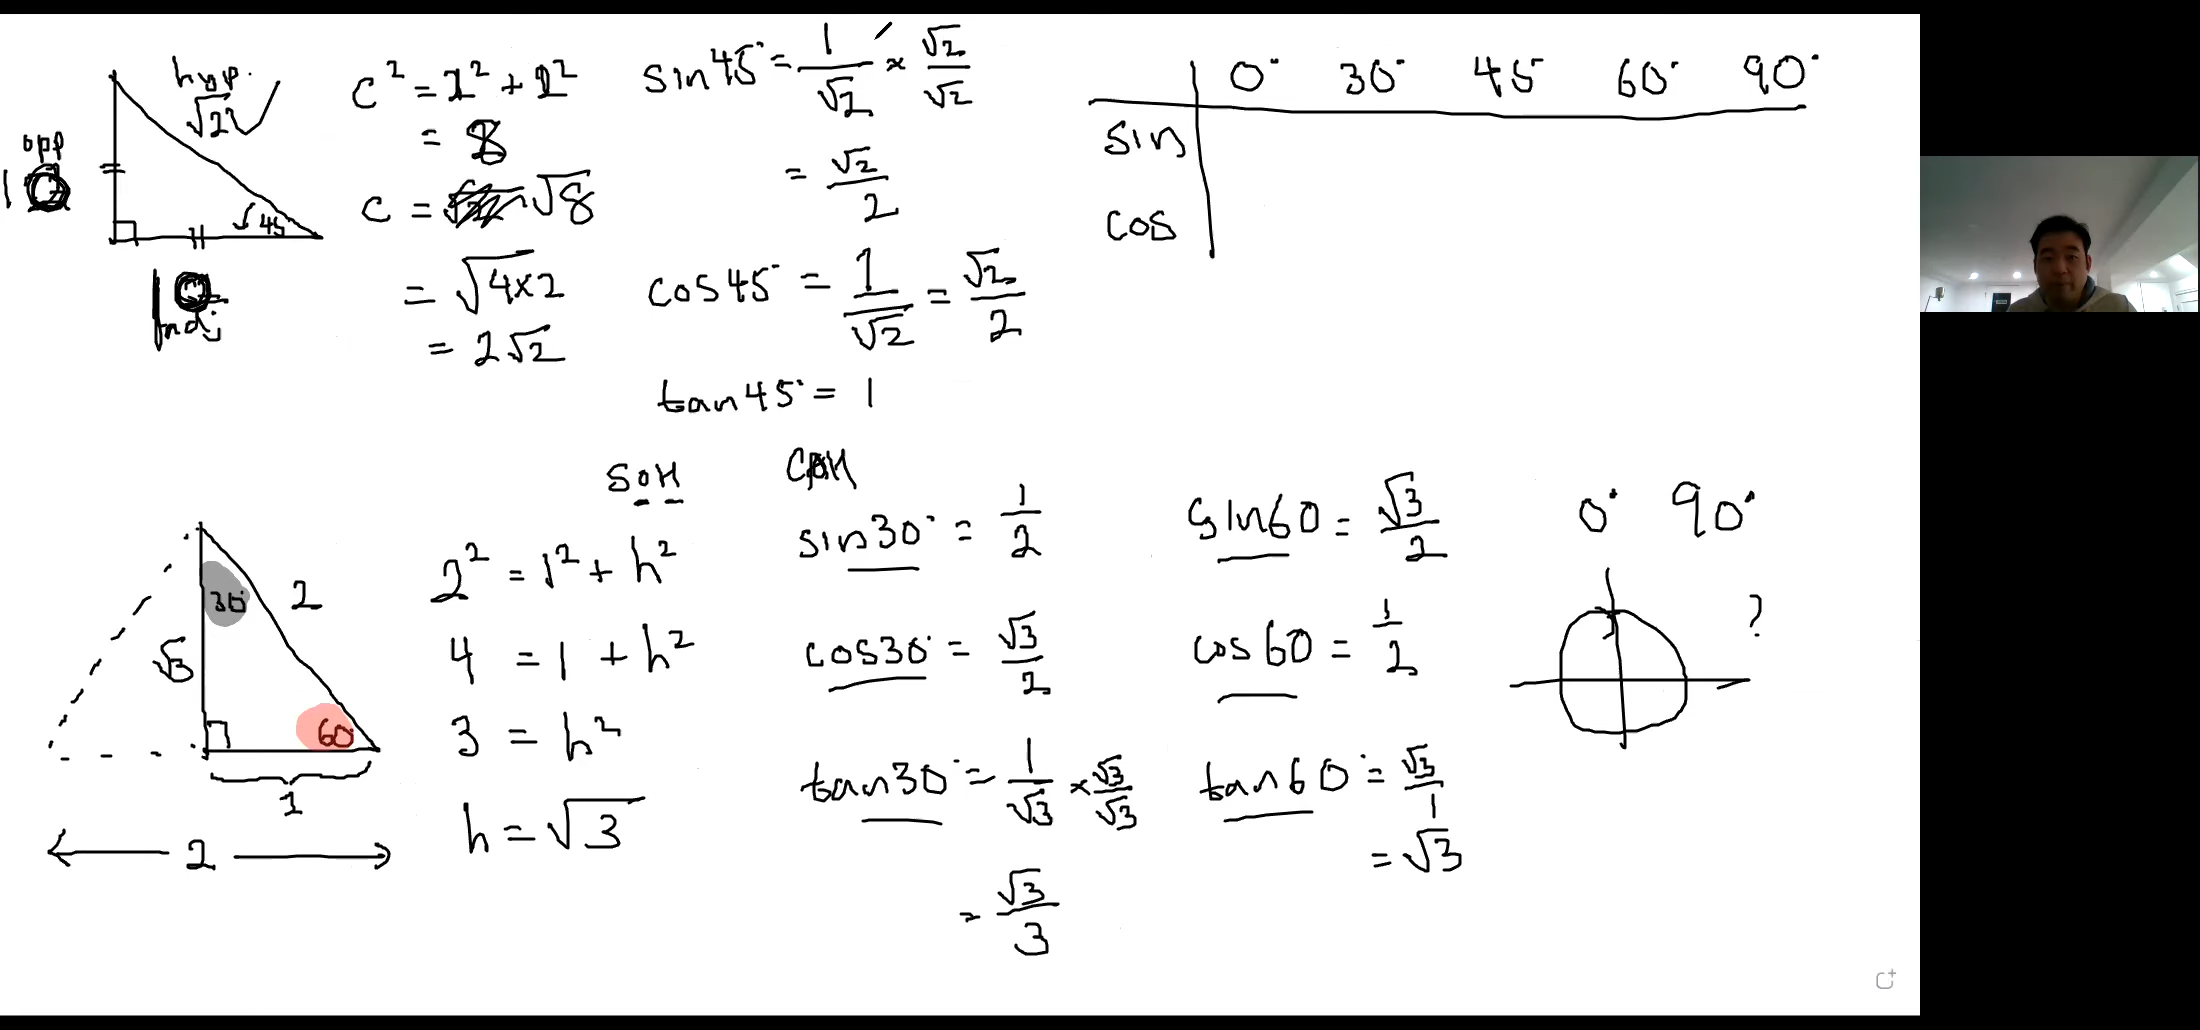 hyp.
√2
opp
1
45
1
adj
c² = 2² + 2²
= 8
c = √8
= √4×2
= 2√2
sin45° = 1/√2 × √2/√2
= √2/2
cos45° = 1/√2 = √2/2
tan45° = 1
0° 30° 45 60° 90°
sin
cos
30°
2
√3
60°
1
2
SOH
2² = 1² + h²
4 = 1 + h²
3 = h²
h = √3
CAH
sin30° = 1/2
cos30° = √3/2
tan30° = 1/√3 × √3/√3
= √3/3
sin60 = √3/2
cos60 = 1/2
tan60° = √3/1
= √3
0° 90°
?